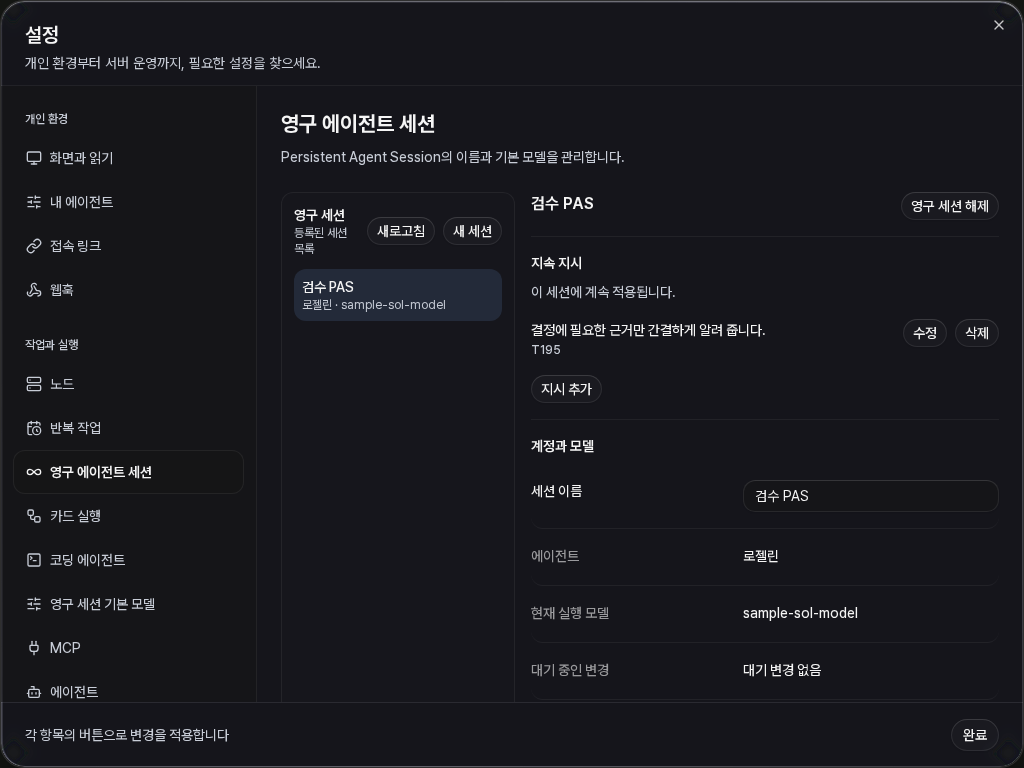 설정
개인 환경부터 서버 운영까지, 필요한 설정을 찾으세요.
개인 환경
화면과 읽기
내 에이전트
접속 링크
웹훅
작업과 실행
노드
반복 작업
영구 에이전트 세션
카드 실행
코딩 에이전트
영구 세션 기본 모델
MCP
에이전트
영구 에이전트 세션
Persistent Agent Session의 이름과 기본 모델을 관리합니다.
영구 세션
등록된 세션
목록
새로고침
새 세션
검수 PAS
로젤린 · sample-sol-model
검수 PAS
영구 세션 해제
지속 지시
이 세션에 계속 적용됩니다.
결정에 필요한 근거만 간결하게 알려 줍니다.
T195
수정
삭제
지시 추가
계정과 모델
세션 이름
검수 PAS
에이전트
로젤린
현재 실행 모델
sample-sol-model
대기 중인 변경
대기 변경 없음
각 항목의 버튼으로 변경을 적용합니다
완료